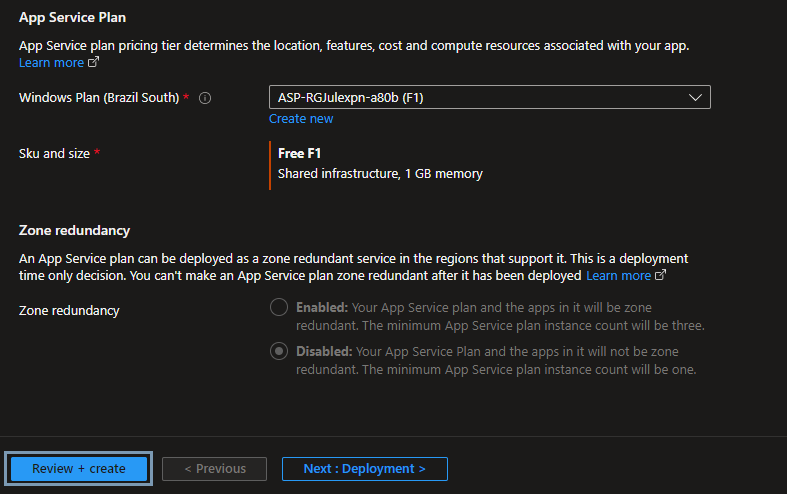 App Service Plan
App Service plan pricing tier determines the location, features, cost and compute resources associated with your app.
Learn more
Windows Plan (Brazil South) *
ASP-RGJulexpn-a80b (F1)
Create new
Sku and size *
Free F1
Shared infrastructure, 1 GB memory
Zone redundancy
An App Service plan can be deployed as a zone redundant service in the regions that support it. This is a deployment
time only decision. You can't make an App Service plan zone redundant after it has been deployed Learn more
Zone redundancy
Enabled: Your App Service plan and the apps in it will be zone
redundant. The minimum App Service plan instance count will be three.
Disabled: Your App Service Plan and the apps in it will not be zone
redundant. The minimum App Service plan instance count will be one.
Review + create
< Previous
Next : Deployment >